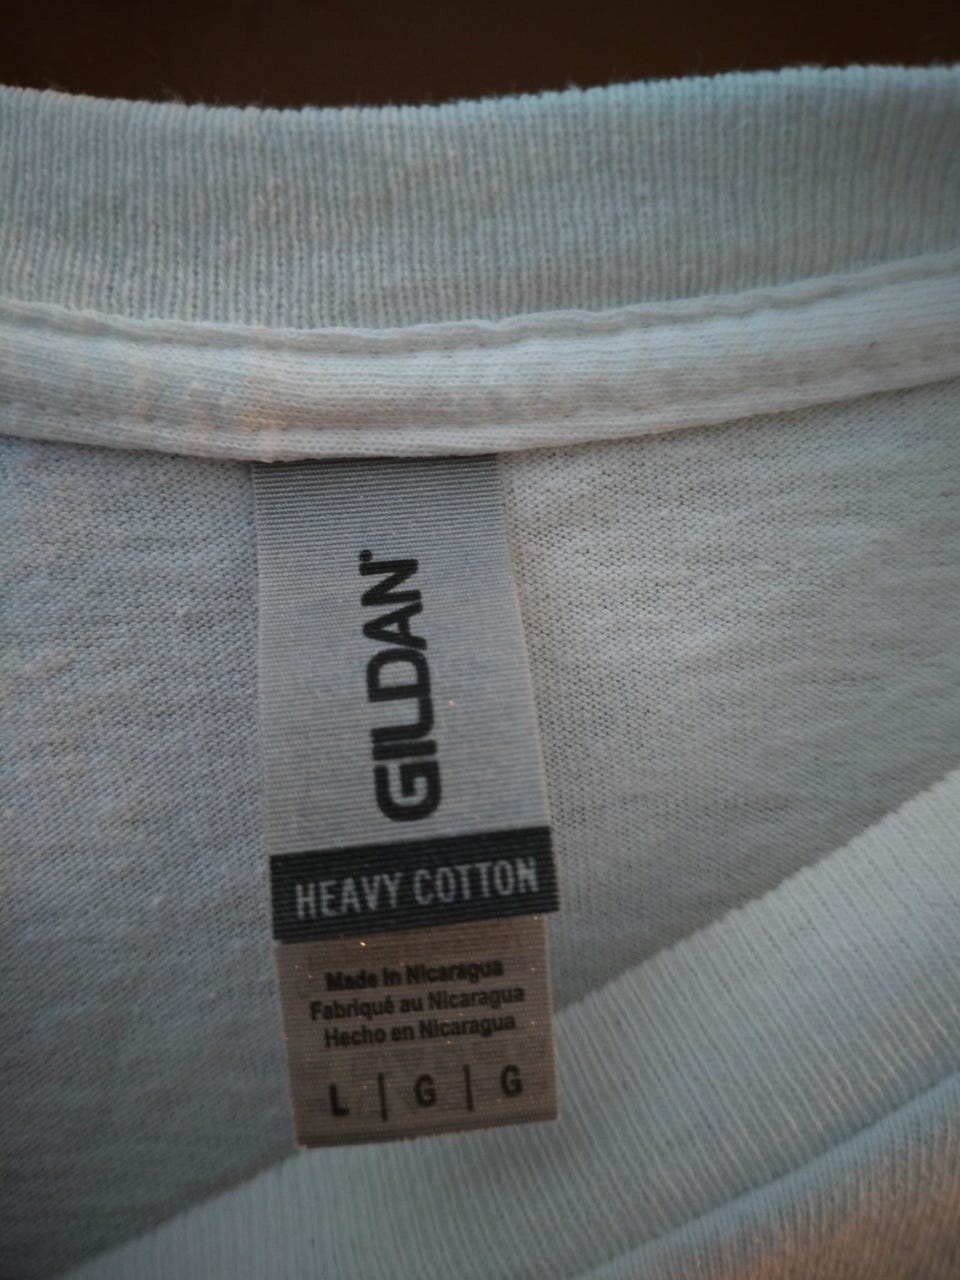 GILDAN
HEAVY COTTON
Made in Nicaragua
Fabriqué au Nicaragua
Hecho en Nicaragua
L | G | G